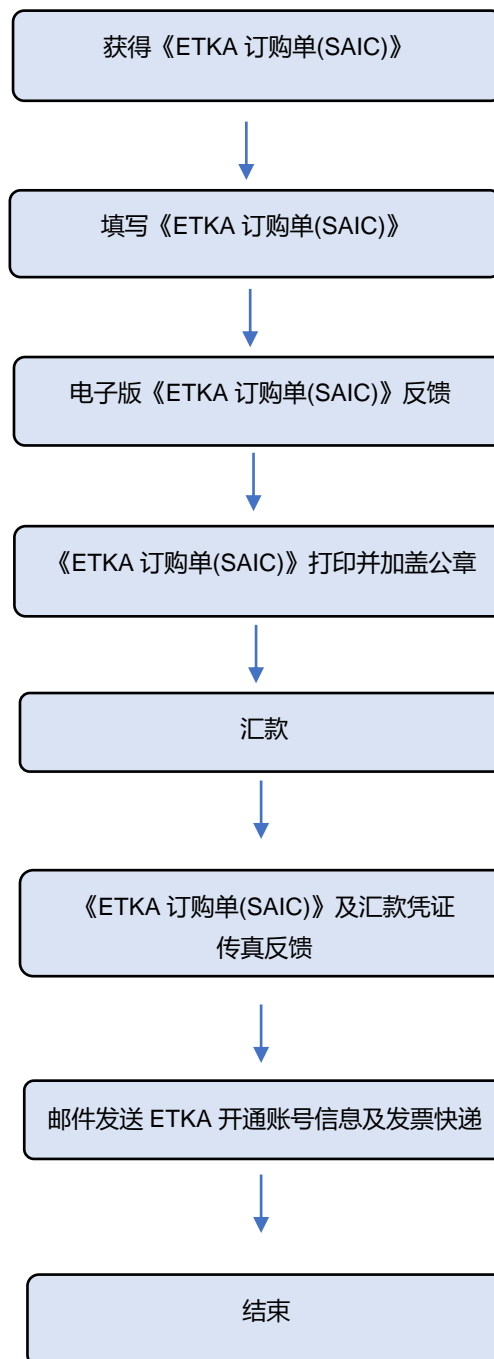 获得《ETKA 订购单(SAIC)》
填写《ETKA 订购单(SAIC)》
电子版《ETKA 订购单(SAIC)》反馈
《ETKA 订购单(SAIC)》打印并加盖公章
汇款
《ETKA 订购单(SAIC)》及汇款凭证
传真反馈
邮件发送 ETKA 开通账号信息及发票快递
结束